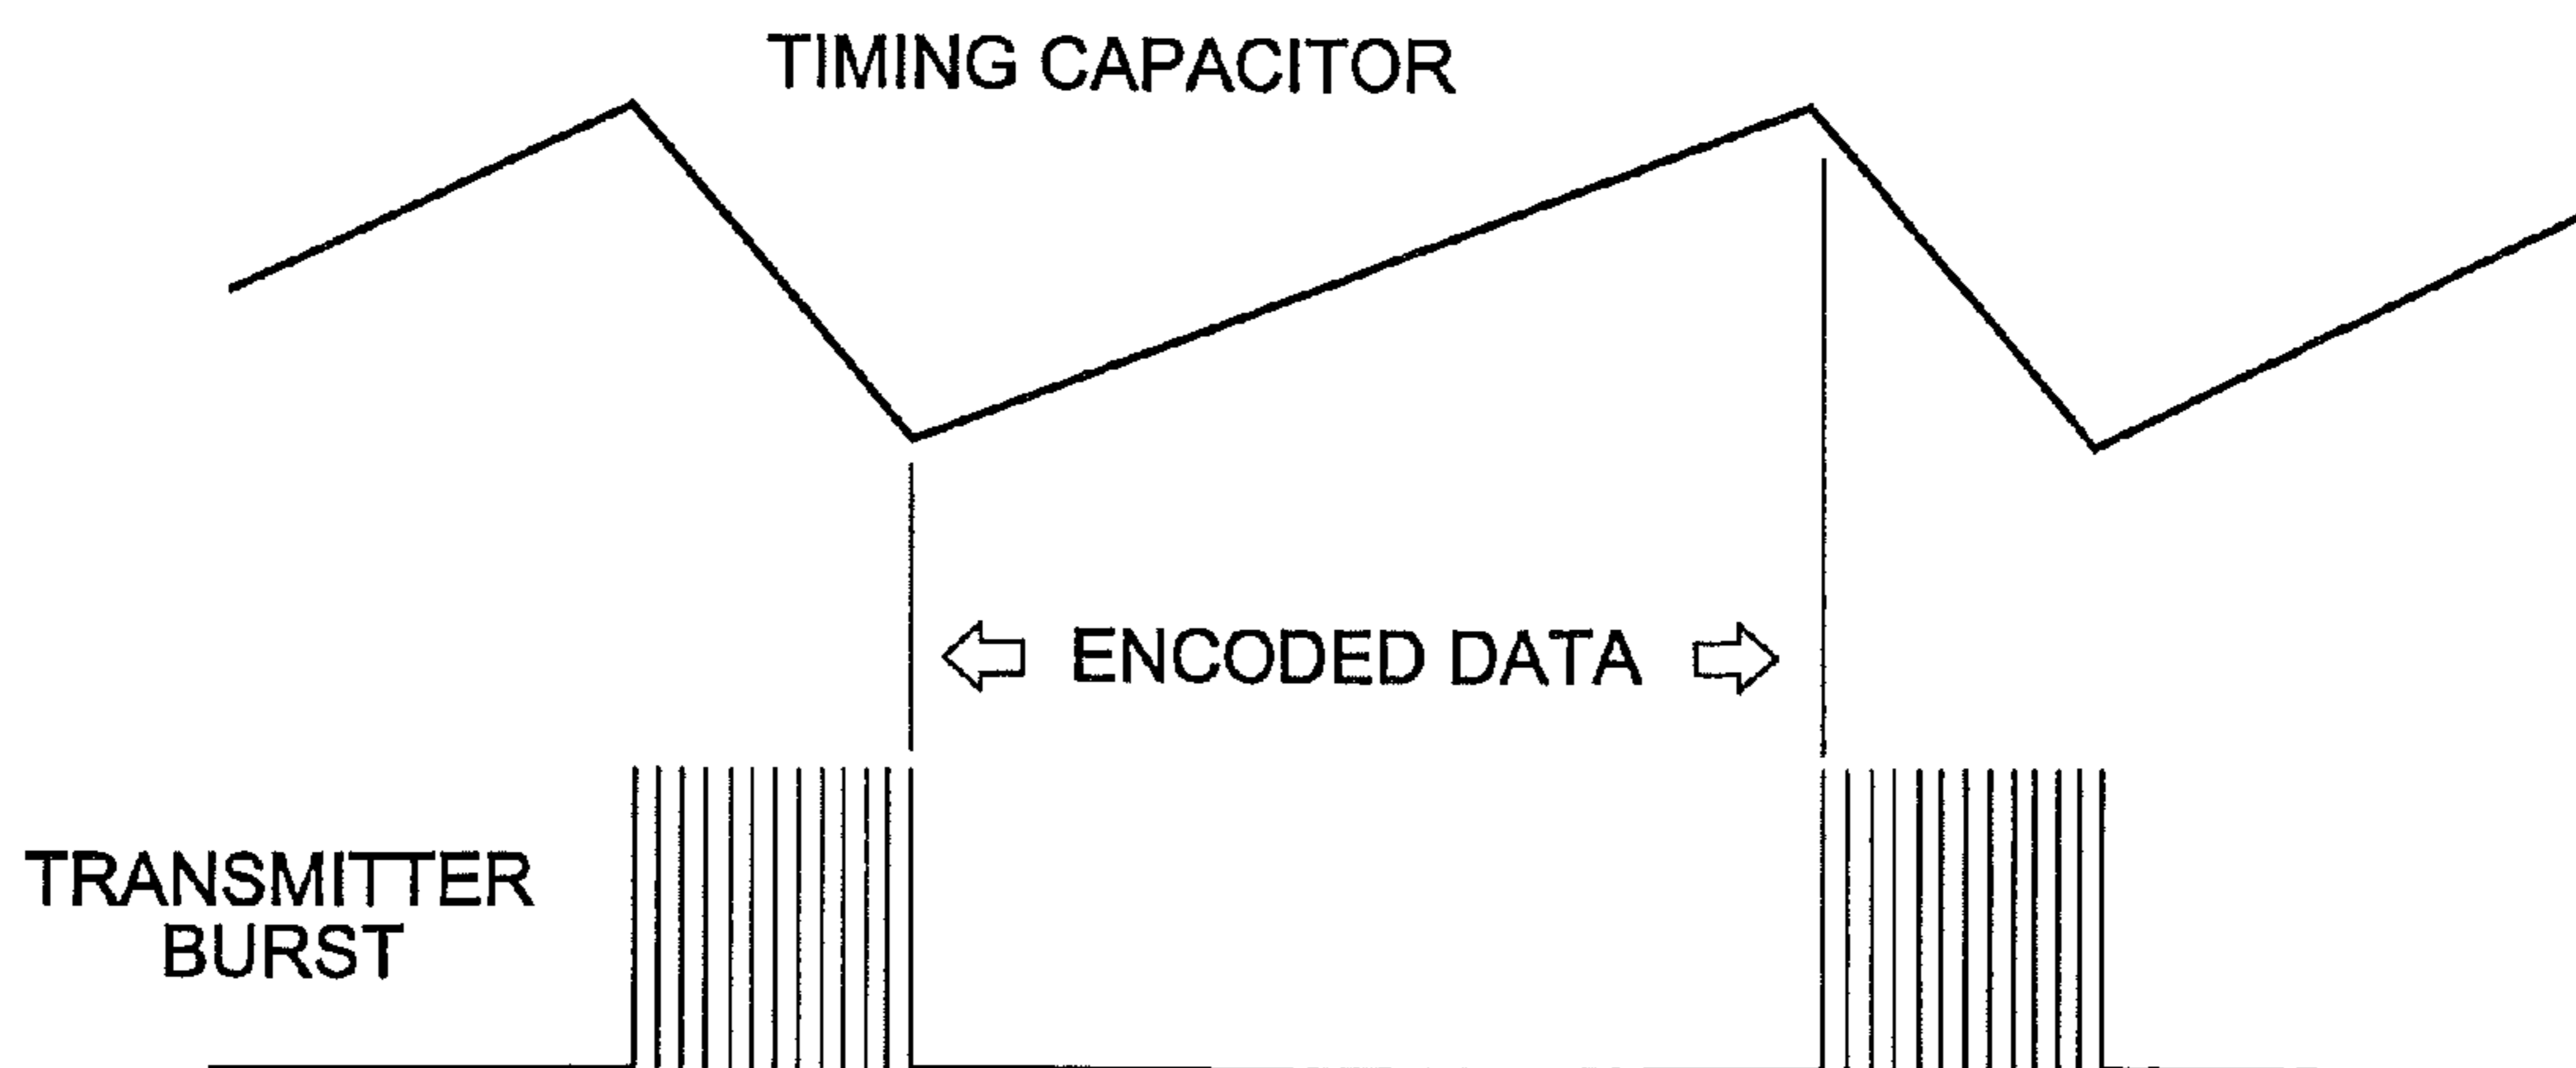 TIMING CAPACITOR
ENCODED DATA
TRANSMITTER
BURST